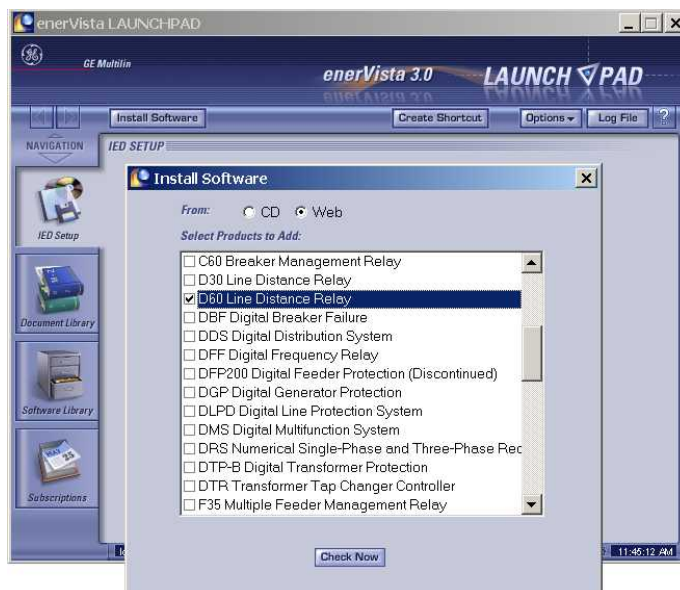 enerVista LAUNCHPAD
GE Multilin
enerVista 3.0 LAUNCH PAD
Install Software Create Shortcut Options Log File ?
NAVIGATION
IED SETUP
Install Software
From: CD Web
Select Products to Add:
C60 Breaker Management Relay
D30 Line Distance Relay
D60 Line Distance Relay
DBF Digital Breaker Failure
DDS Digital Distribution System
DFF Digital Frequency Relay
DFP200 Digital Feeder Protection (Discontinued)
DGP Digital Generator Protection
DLPD Digital Line Protection System
DMS Digital Multifunction System
DRS Numerical Single-Phase and Three-Phase Rec
DTP-B Digital Transformer Protection
DTR Transformer Tap Changer Controller
F35 Multiple Feeder Management Relay
Check Now
IED Setup
Document Library
Software Library
MAY
25
Subscriptions
11:45:12 AM